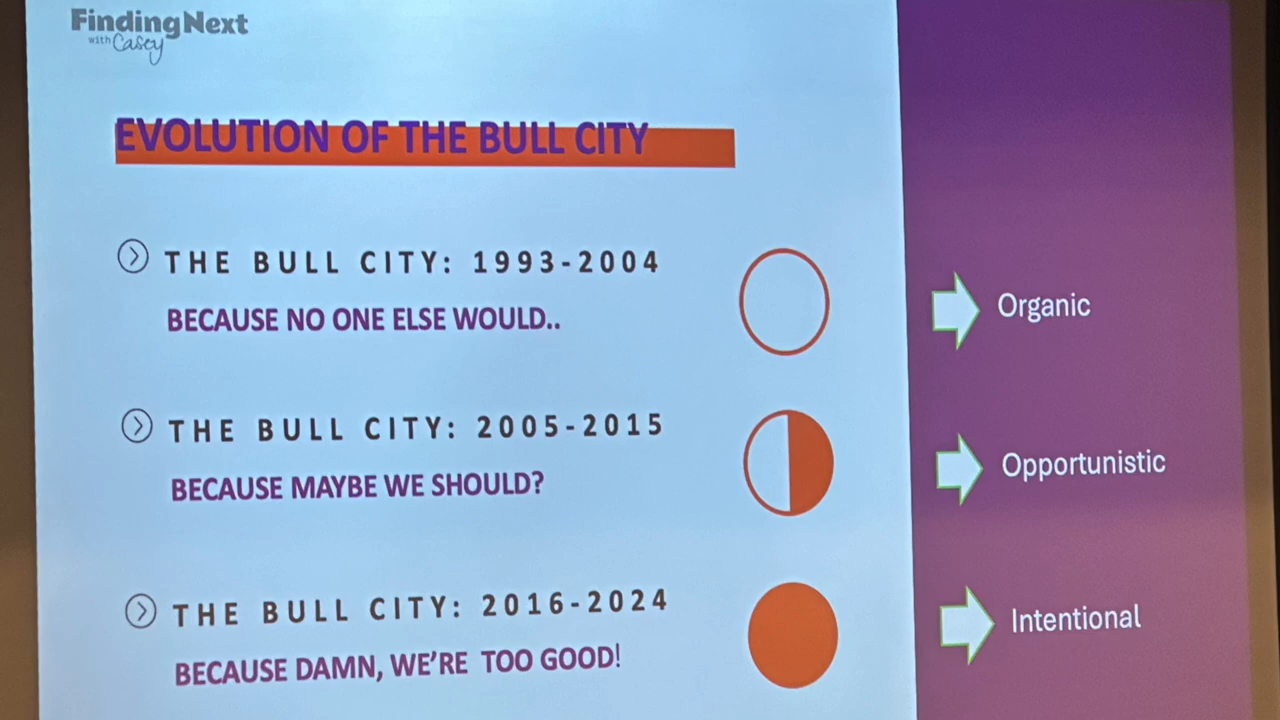 FindingNext
with Casey
EVOLUTION OF THE BULL CITY
THE BULL CITY: 1993-2004
BECAUSE NO ONE ELSE WOULD..
Organic
THE BULL CITY: 2005-2015
BECAUSE MAYBE WE SHOULD?
Opportunistic
THE BULL CITY: 2016-2024
BECAUSE DAMN, WE'RE TOO GOOD!
Intentional